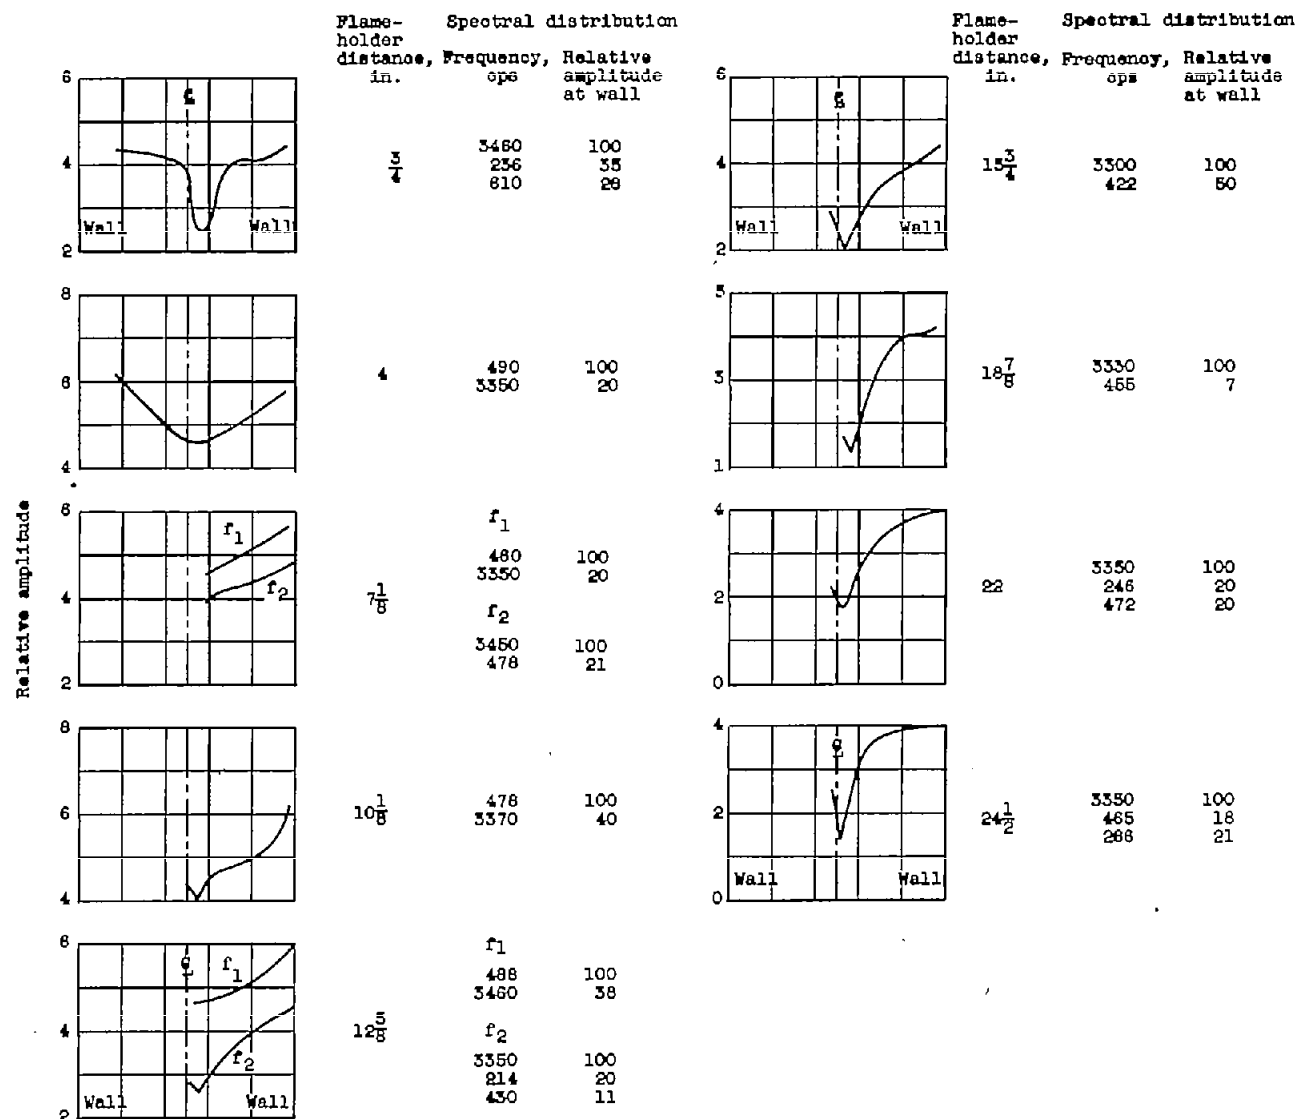 Flame-holder distance, in.
Spectral distribution
Frequency, cps
Relative amplitude at wall
6
4
2
℄
Wall
Wall
3/4
3460 100
236 35
610 28
8
6
4
4
490 100
3350 20
Relative amplitude
6
4
2
f1
f2
7 1/8
f1
480 100
3350 20
f2
3450 100
478 21
8
6
4
10 1/8
478 100
3370 40
6
4
2
℄
f1
f2
Wall
Wall
12 5/8
f1
488 100
3460 38
f2
3350 100
214 20
430 11
Flame-holder distance, in.
Spectral distribution
Frequency, cps
Relative amplitude at wall
6
4
2
℄
Wall
Wall
15 3/4
3300 100
422 50
5
3
1
18 7/8
3330 100
455 7
4
2
0
22
3350 100
246 20
472 20
4
2
0
℄
Wall
Wall
24 1/2
3350 100
465 18
286 21